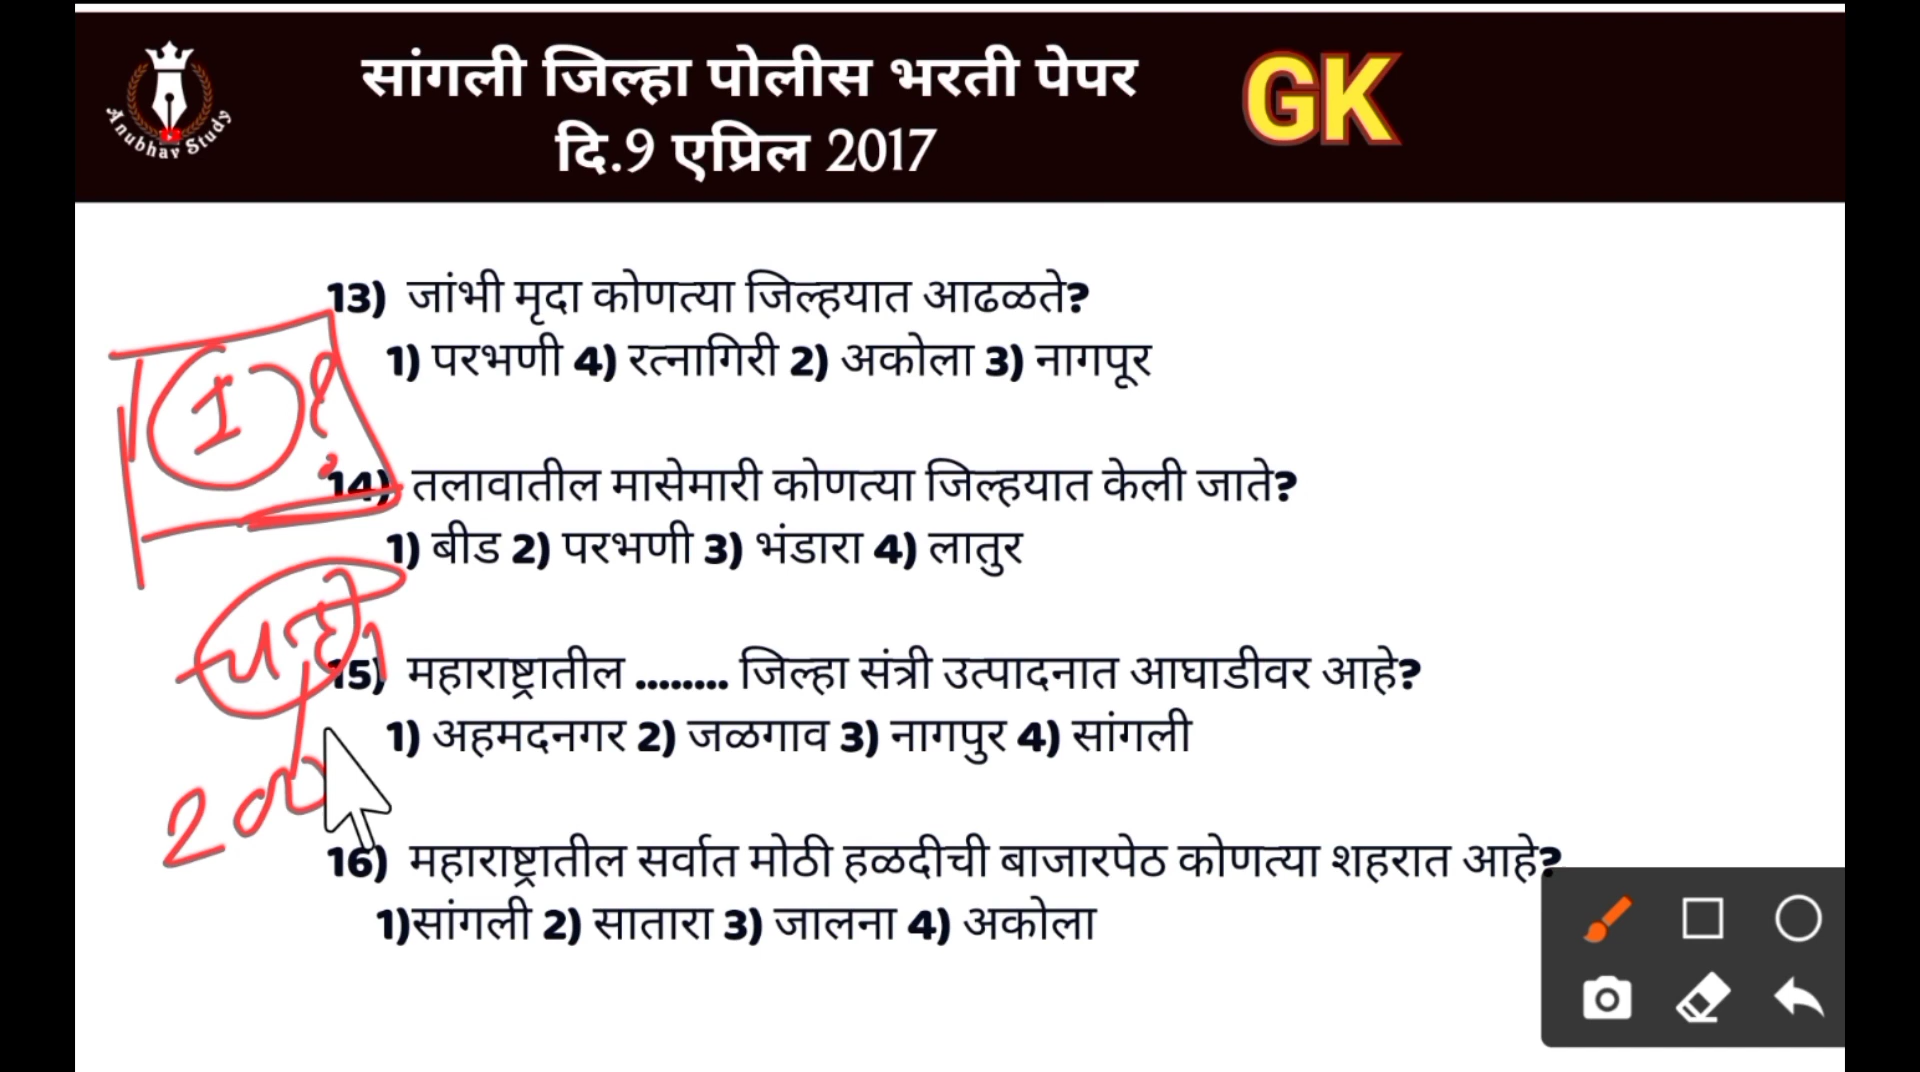 Anubhav Study
सांगली जिल्हा पोलीस भरती पेपर
दि.9 एप्रिल 2017
GK
13) जांभी मृदा कोणत्या जिल्हयात आढळते?
1) परभणी 4) रत्नागिरी 2) अकोला 3) नागपूर
14) तलावातील मासेमारी कोणत्या जिल्हयात केली जाते?
1) बीड 2) परभणी 3) भंडारा 4) लातुर
15) महाराष्ट्रातील ........ जिल्हा संत्री उत्पादनात आघाडीवर आहे?
1) अहमदनगर 2) जळगाव 3) नागपुर 4) सांगली
16) महाराष्ट्रातील सर्वात मोठी हळदीची बाजारपेठ कोणत्या शहरात आहे?
1)सांगली 2) सातारा 3) जालना 4) अकोला